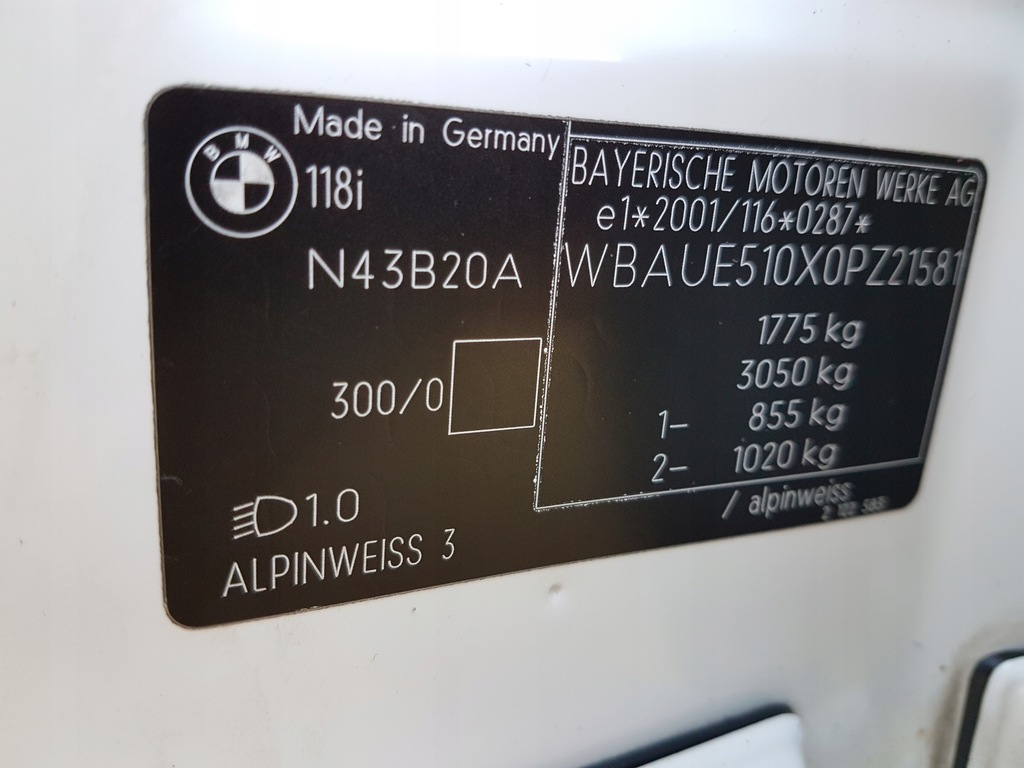 BMW
Made in Germany
118i
N43B20A
300/0
1.0
ALPINWEISS 3
BAYERISCHE MOTOREN WERKE AG
e1*2001/116*0287*
WBAUE510X0PZ21581
1775 kg
3050 kg
1- 855 kg
2- 1020 kg
/ alpinweiss